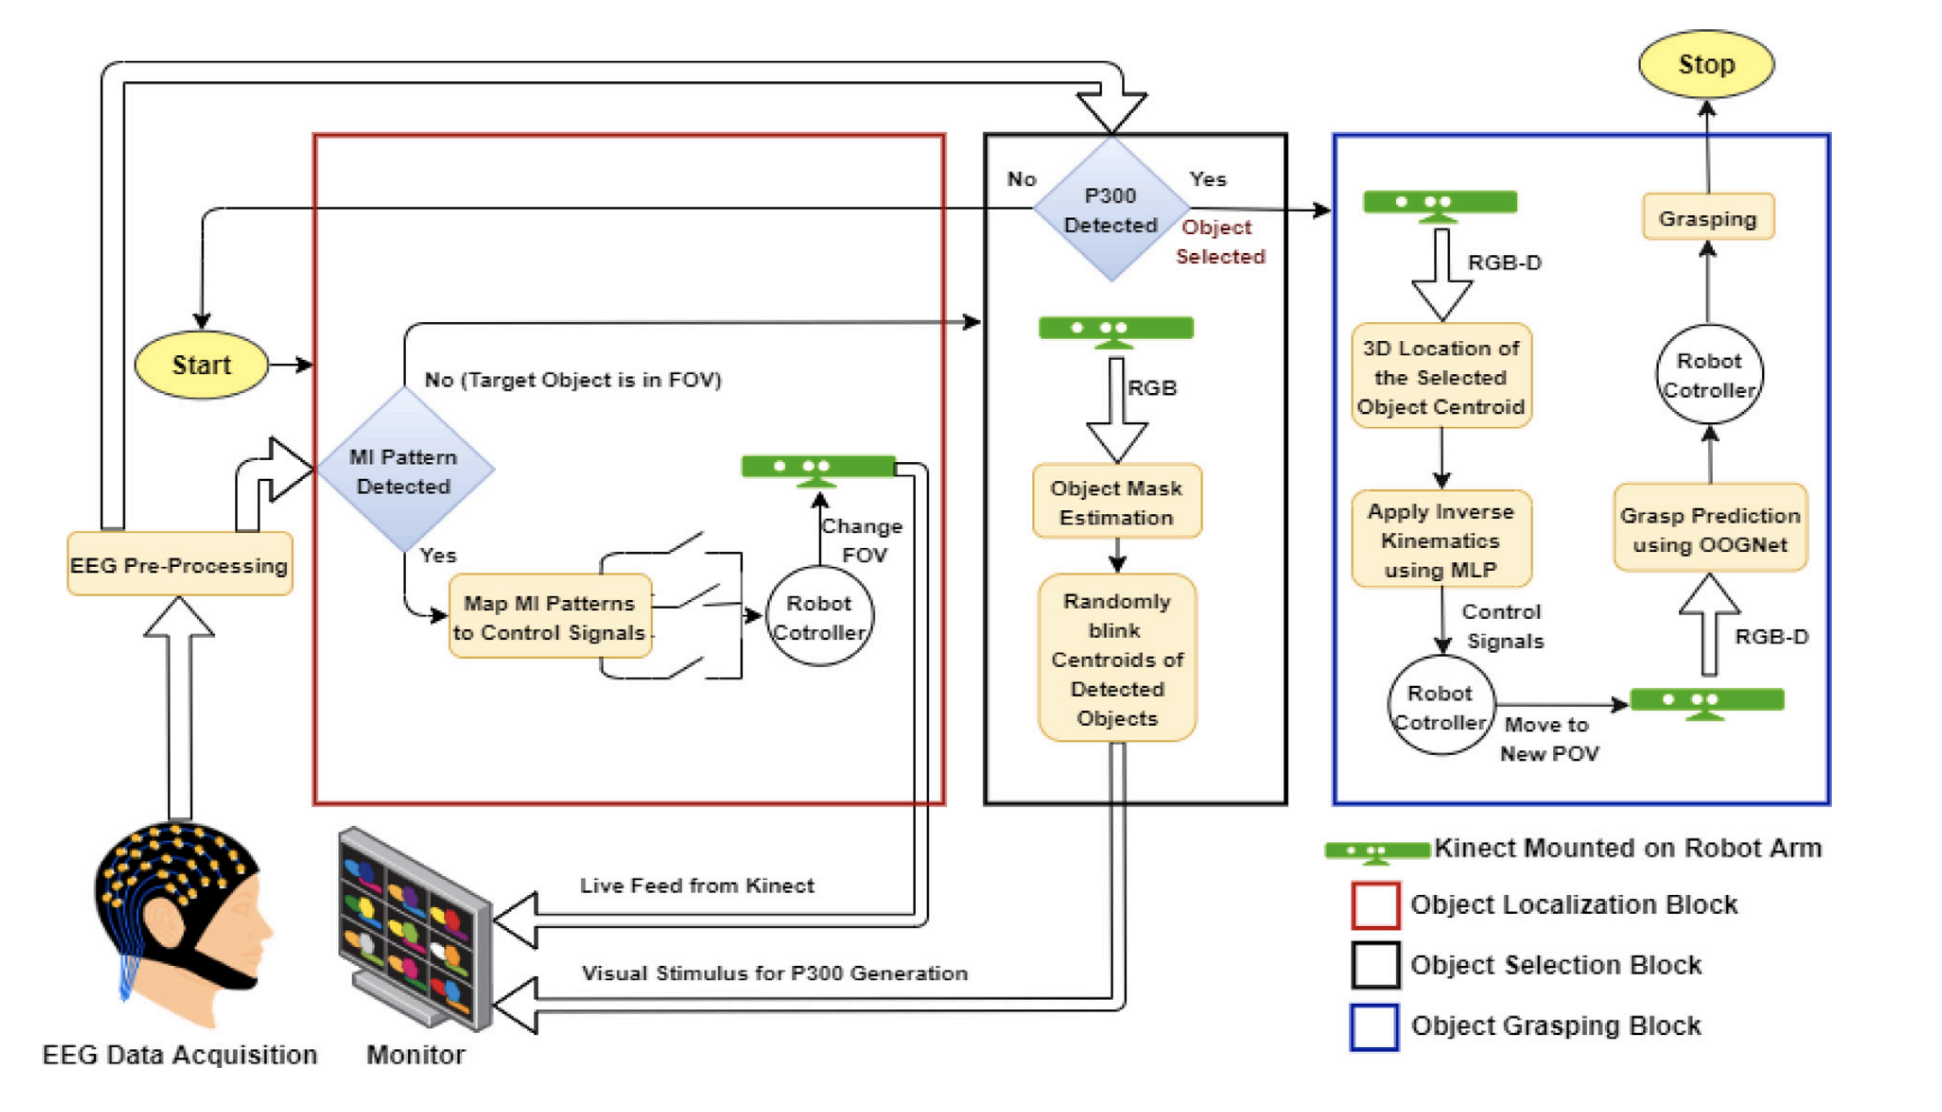 Stop
No
P300
Detected
Yes
Object
Selected
Grasping
RGB-D
Start
No (Target Object is in FOV)
RGB
3D Location of
the Selected
Object Centroid
Robot
Cotroller
MI Pattern
Detected
Change
FOV
Object Mask
Estimation
Apply Inverse
Kinematics
using MLP
Grasp Prediction
using OOGNet
EEG Pre-Processing
Yes
Map MI Patterns
to Control Signals
Robot
Cotroller
Randomly
blink
Centroids of
Detected
Objects
Control
Signals
RGB-D
Robot
Cotroller
Move to
New POV
Live Feed from Kinect
Visual Stimulus for P300 Generation
Kinect Mounted on Robot Arm
Object Localization Block
Object Selection Block
Object Grasping Block
EEG Data Acquisition
Monitor